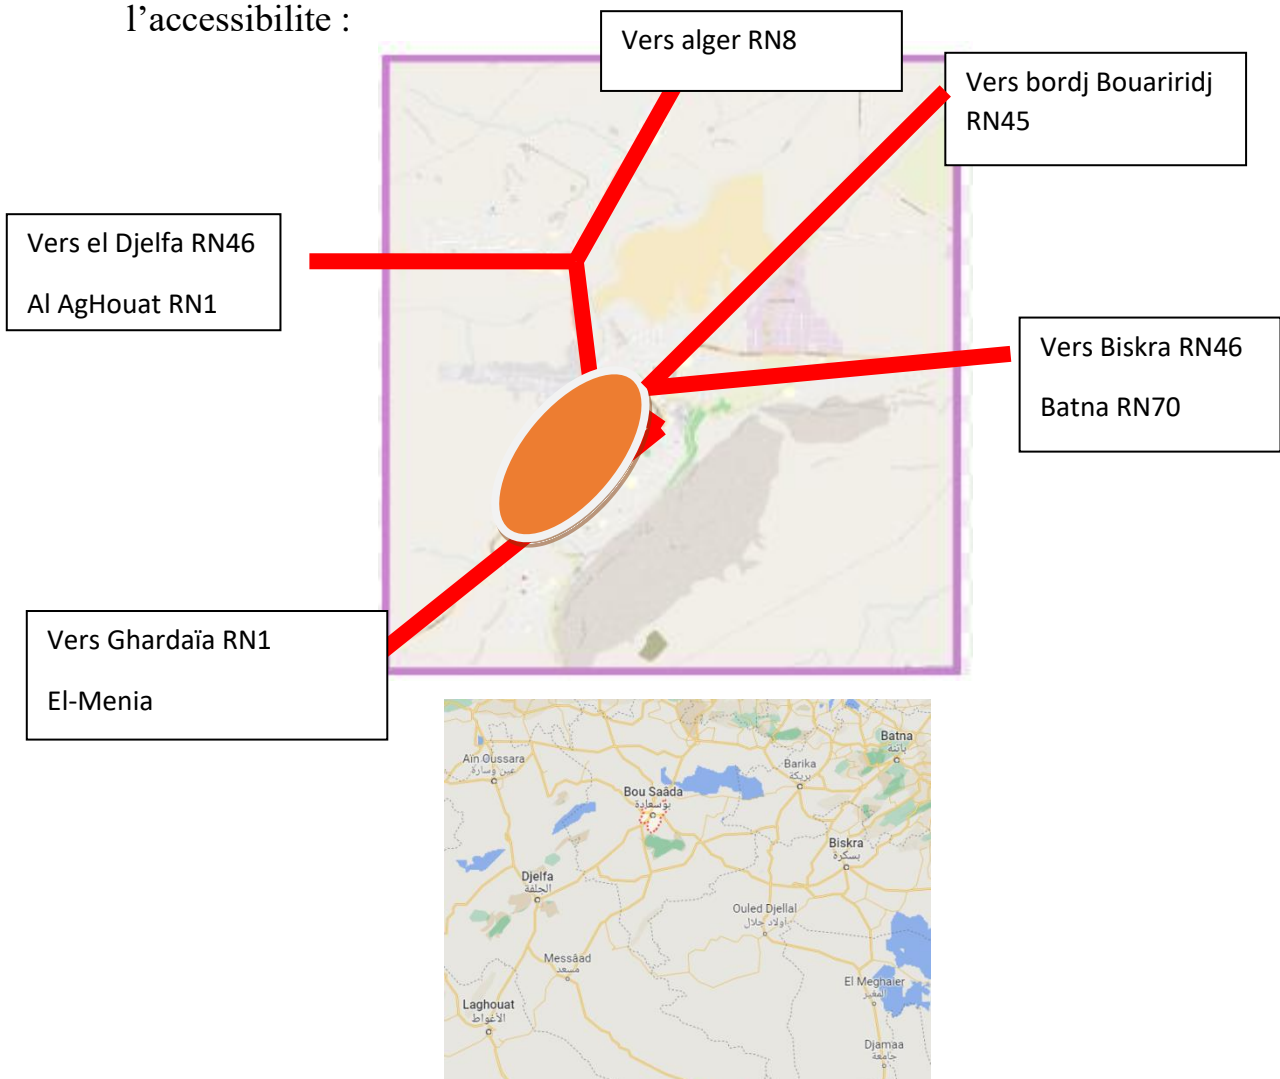 l’accessibilite :
Vers alger RN8
Vers bordj Bouariridj
RN45
Vers el Djelfa RN46
Al AgHouat RN1
Vers Biskra RN46
Batna RN70
Vers Ghardaïa RN1
El-Menia
Batna
باتنة
Aïn Oussara
عين وسارة
Barika
بريكة
Bou Saâda
بوسعادة
Biskra
بسكرة
Djelfa
الجلفة
Ouled Djellal
أولاد جلال
Messâad
مسعد
El Meghaier
المغير
Laghouat
الأغواط
Djamaa
جامعة